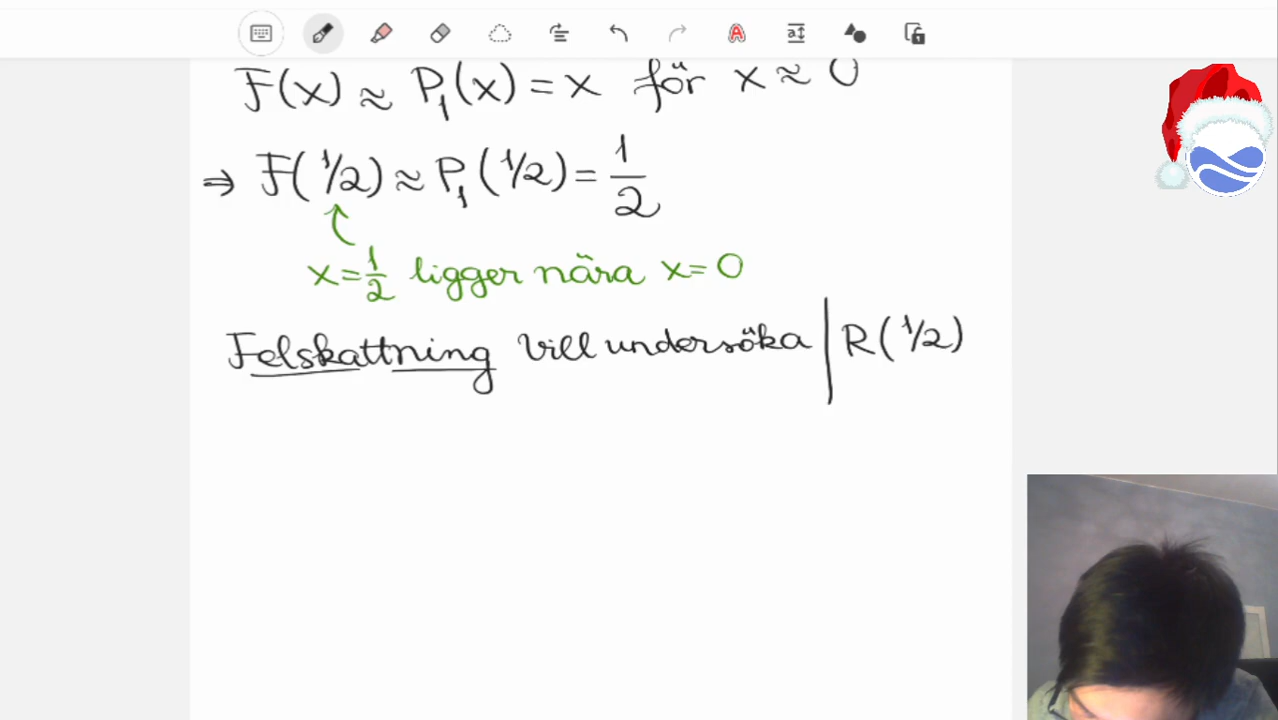 F(x) ≈ P₁(x) = x för x ≈ 0
⇒ F(1/2) ≈ P₁(1/2) = 1/2
x = 1/2 ligger nära x = 0
Felskattning Vill undersöka |R(1/2)